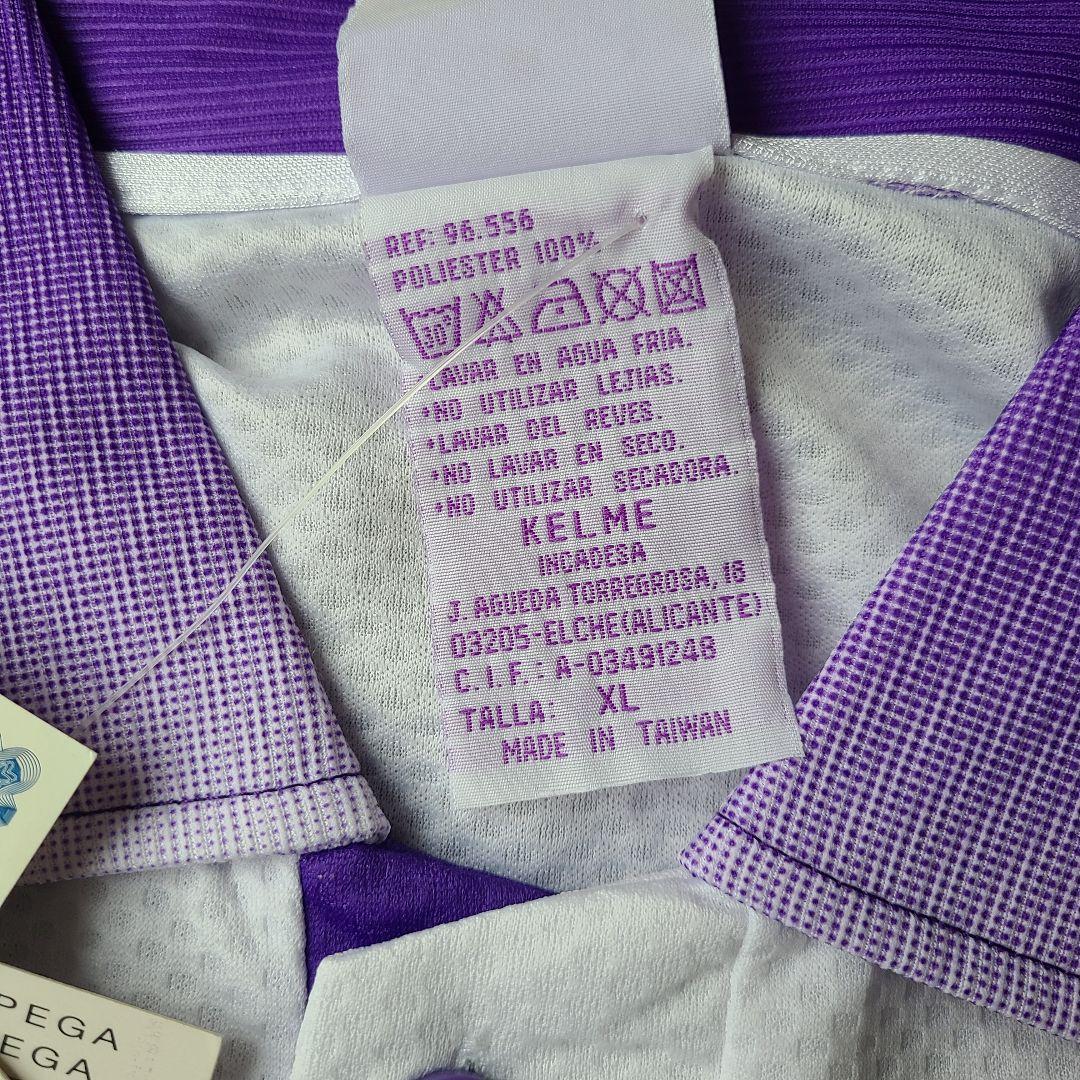 REF: 96.556
POLIESTER 100%
30°
LAVAR EN AGUA FRIA.
*NO UTILIZAR LEJIAS.
*LAVAR DEL REVES.
*NO LAVAR EN SECO.
*NO UTILIZAR SECADORA.
KELME
INCADESA
J. AGUEDA TORREGROSA, 18
03205-ELCHE(ALICANTE)
C.I.F.: A-03491248
TALLA: XL
MADE IN TAIWAN
PEGA
EGA